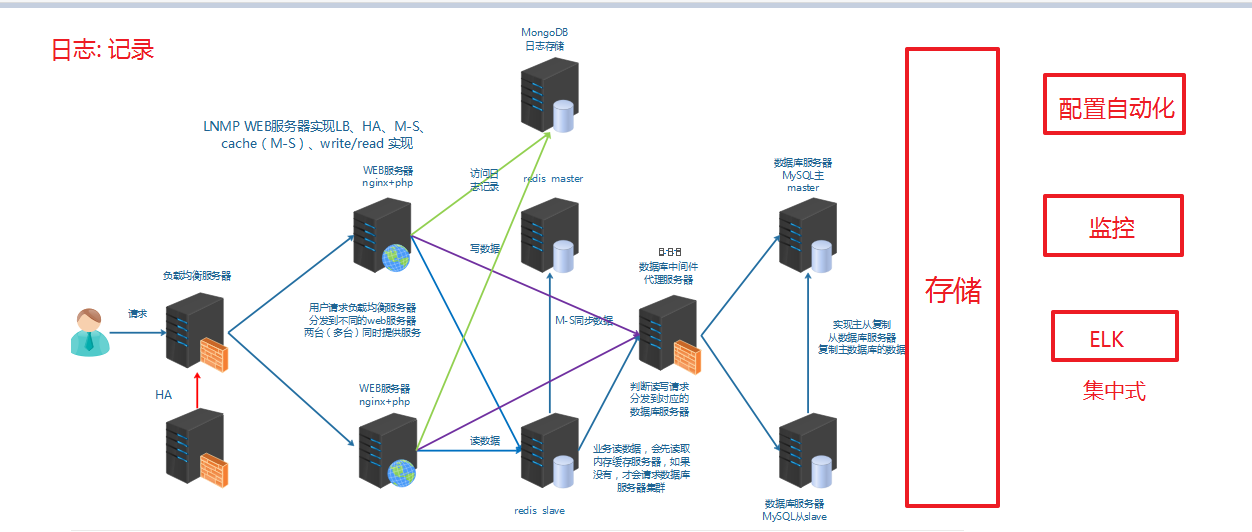 日志: 记录
MongoDB
日志存储
LNMP WEB服务器实现LB、HA、M-S、
cache（M-S）、write/read 实现
WEB服务器
nginx+php
访问日
志记录
redis master
数据库服务器
MySQL主
master
写数据
数据库中间件
代理服务器
负载均衡服务器
请求
用户请求负载均衡服务器
分发到不同的web服务器
两台（多台）同时提供服务
M-S同步数据
实现主从复制
从数据库服务器
复制主数据库的数据
HA
WEB服务器
nginx+php
判断读写请求
分发到对应的
数据库服务器
读数据
业务读数据，会先读取
内存缓存服务器，如果
没有，才会请求数据库
服务器集群
redis slave
数据库服务器
MySQL从slave
存储
配置自动化
监控
ELK
集中式